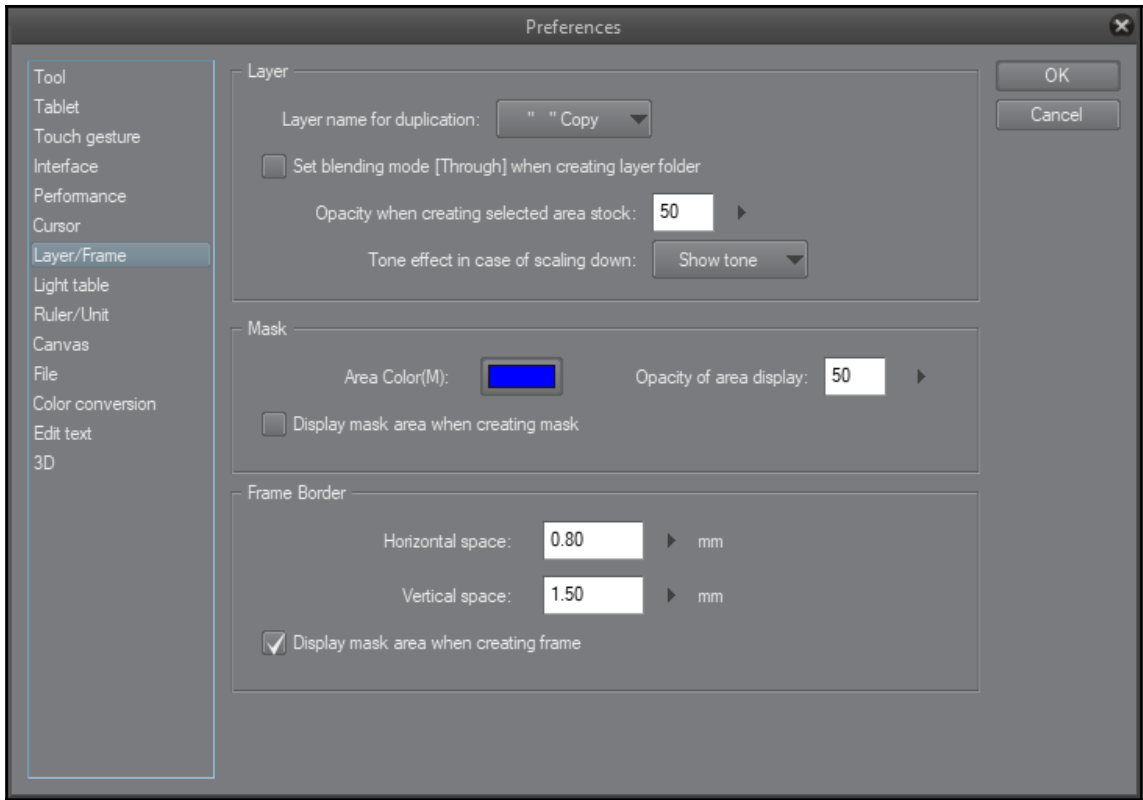 Preferences
Tool
Tablet
Touch gesture
Interface
Performance
Cursor
Layer/Frame
Light table
Ruler/Unit
Canvas
File
Color conversion
Edit text
3D
Layer
Layer name for duplication: " " Copy
Set blending mode [Through] when creating layer folder
Opacity when creating selected area stock: 50
Tone effect in case of scaling down: Show tone
Mask
Area Color(M): Opacity of area display: 50
Display mask area when creating mask
Frame Border
Horizontal space: 0.80 mm
Vertical space: 1.50 mm
Display mask area when creating frame
OK
Cancel